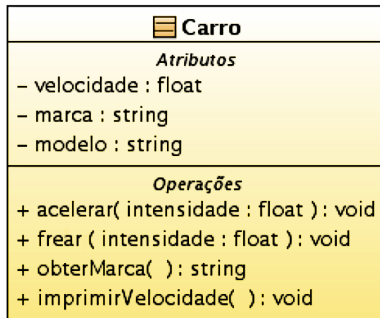 Carro
Atributos
– velocidade : float
– marca : string
– modelo : string
Operações
+ acelerar( intensidade : float ) : void
+ frear ( intensidade : float ) : void
+ obterMarca( ) : string
+ imprimirVelocidade( ) : void